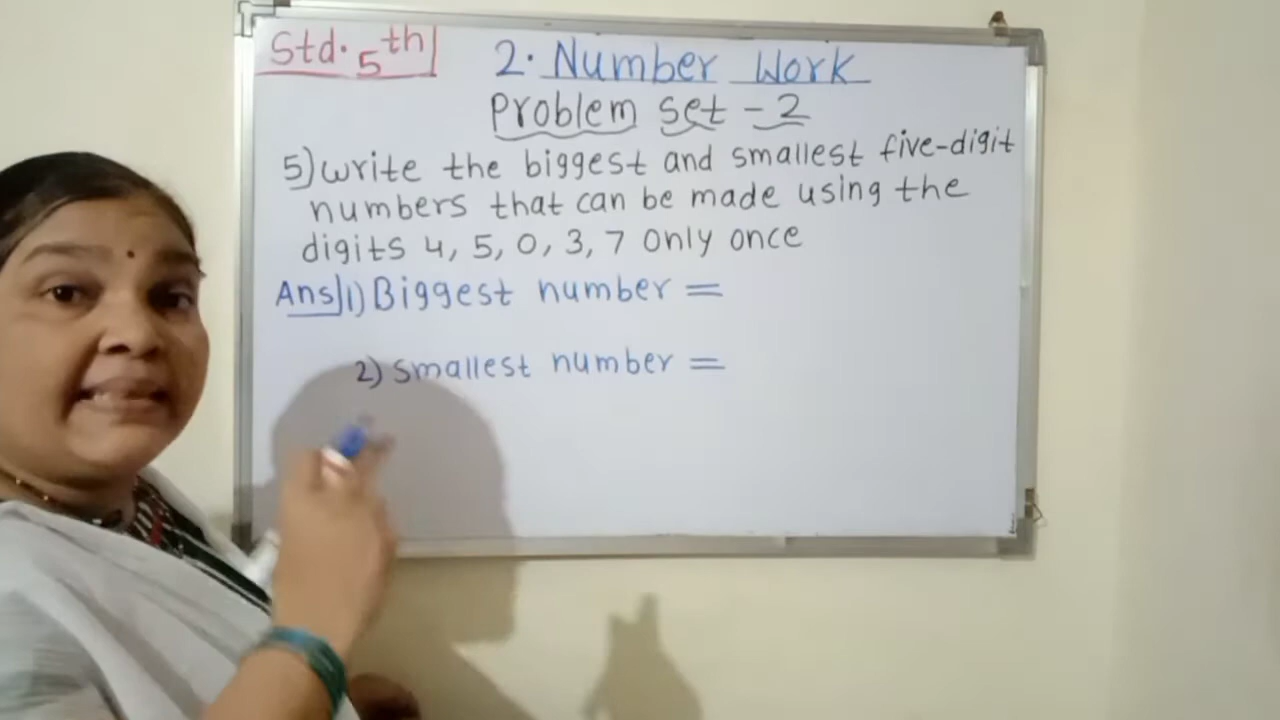 Std. 5th
2. Number Work
Problem set - 2
5) write the biggest and smallest five-digit
numbers that can be made using the
digits 4, 5, 0, 3, 7 only once
Ans| 1) Biggest number =
2) smallest number =